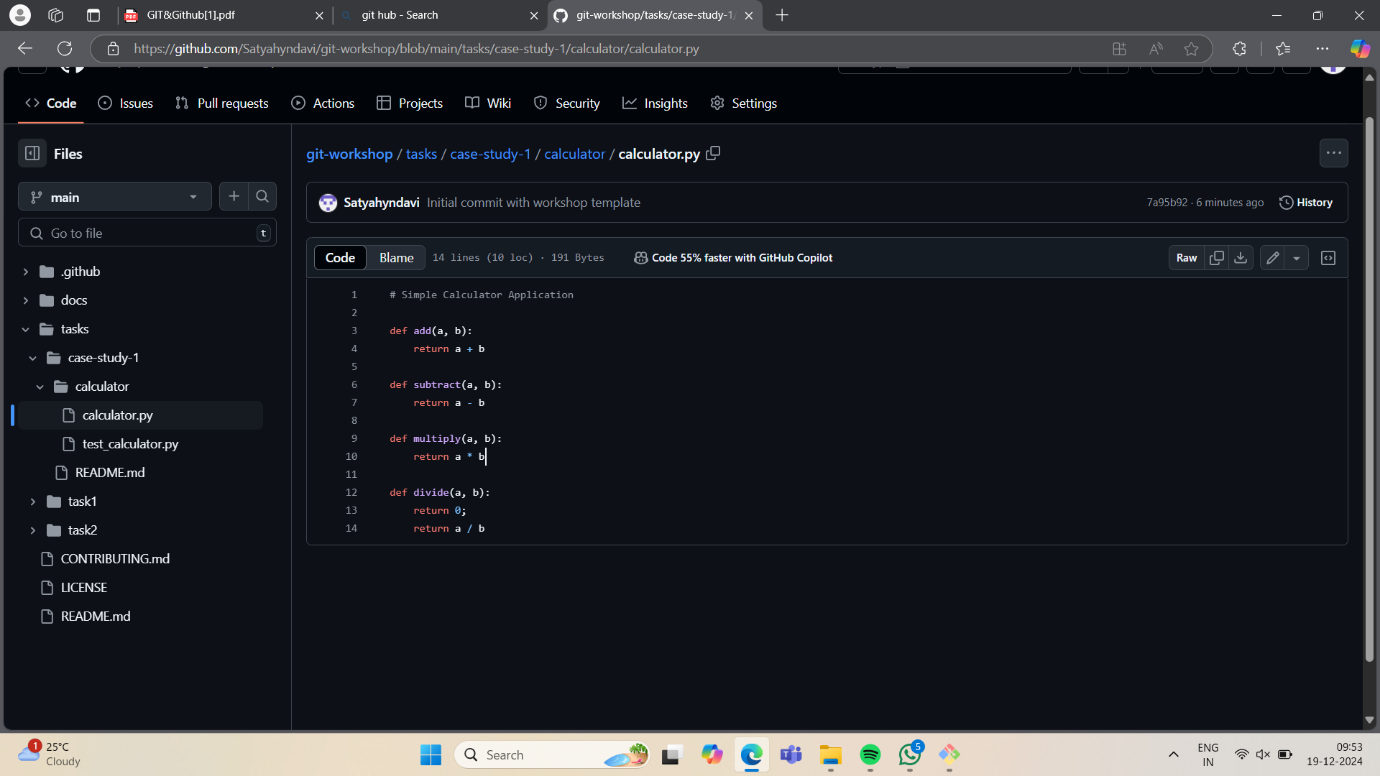 GIT&Github[1].pdf
git hub - Search
git-workshop/tasks/case-study-1/
https://github.com/Satyahyndavi/git-workshop/blob/main/tasks/case-study-1/calculator/calculator.py
Code
Issues
Pull requests
Actions
Projects
Wiki
Security
Insights
Settings
Files
git-workshop / tasks / case-study-1 / calculator / calculator.py
main
Satyahyndavi Initial commit with workshop template
7a95b92 · 6 minutes ago
History
Go to file
t
Code
Blame
14 lines (10 loc) · 191 Bytes
Code 55% faster with GitHub Copilot
Raw
.github
docs
tasks
case-study-1
calculator
calculator.py
test_calculator.py
README.md
task1
task2
CONTRIBUTING.md
LICENSE
README.md
1 # Simple Calculator Application
2
3 def add(a, b):
4 return a + b
5
6 def subtract(a, b):
7 return a - b
8
9 def multiply(a, b):
10 return a * b
11
12 def divide(a, b):
13 return 0;
14 return a / b
1
25°C
Cloudy
Search
5
ENG
IN
09:53
19-12-2024